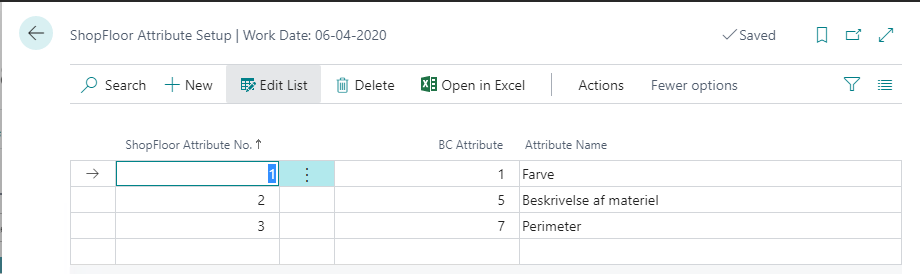 ShopFloor Attribute Setup | Work Date: 06-04-2020
Saved
Search New Edit List Delete Open in Excel Actions Fewer options
ShopFloor Attribute No. ↑ BC Attribute Attribute Name
1 1 Farve
2 5 Beskrivelse af materiel
3 7 Perimeter